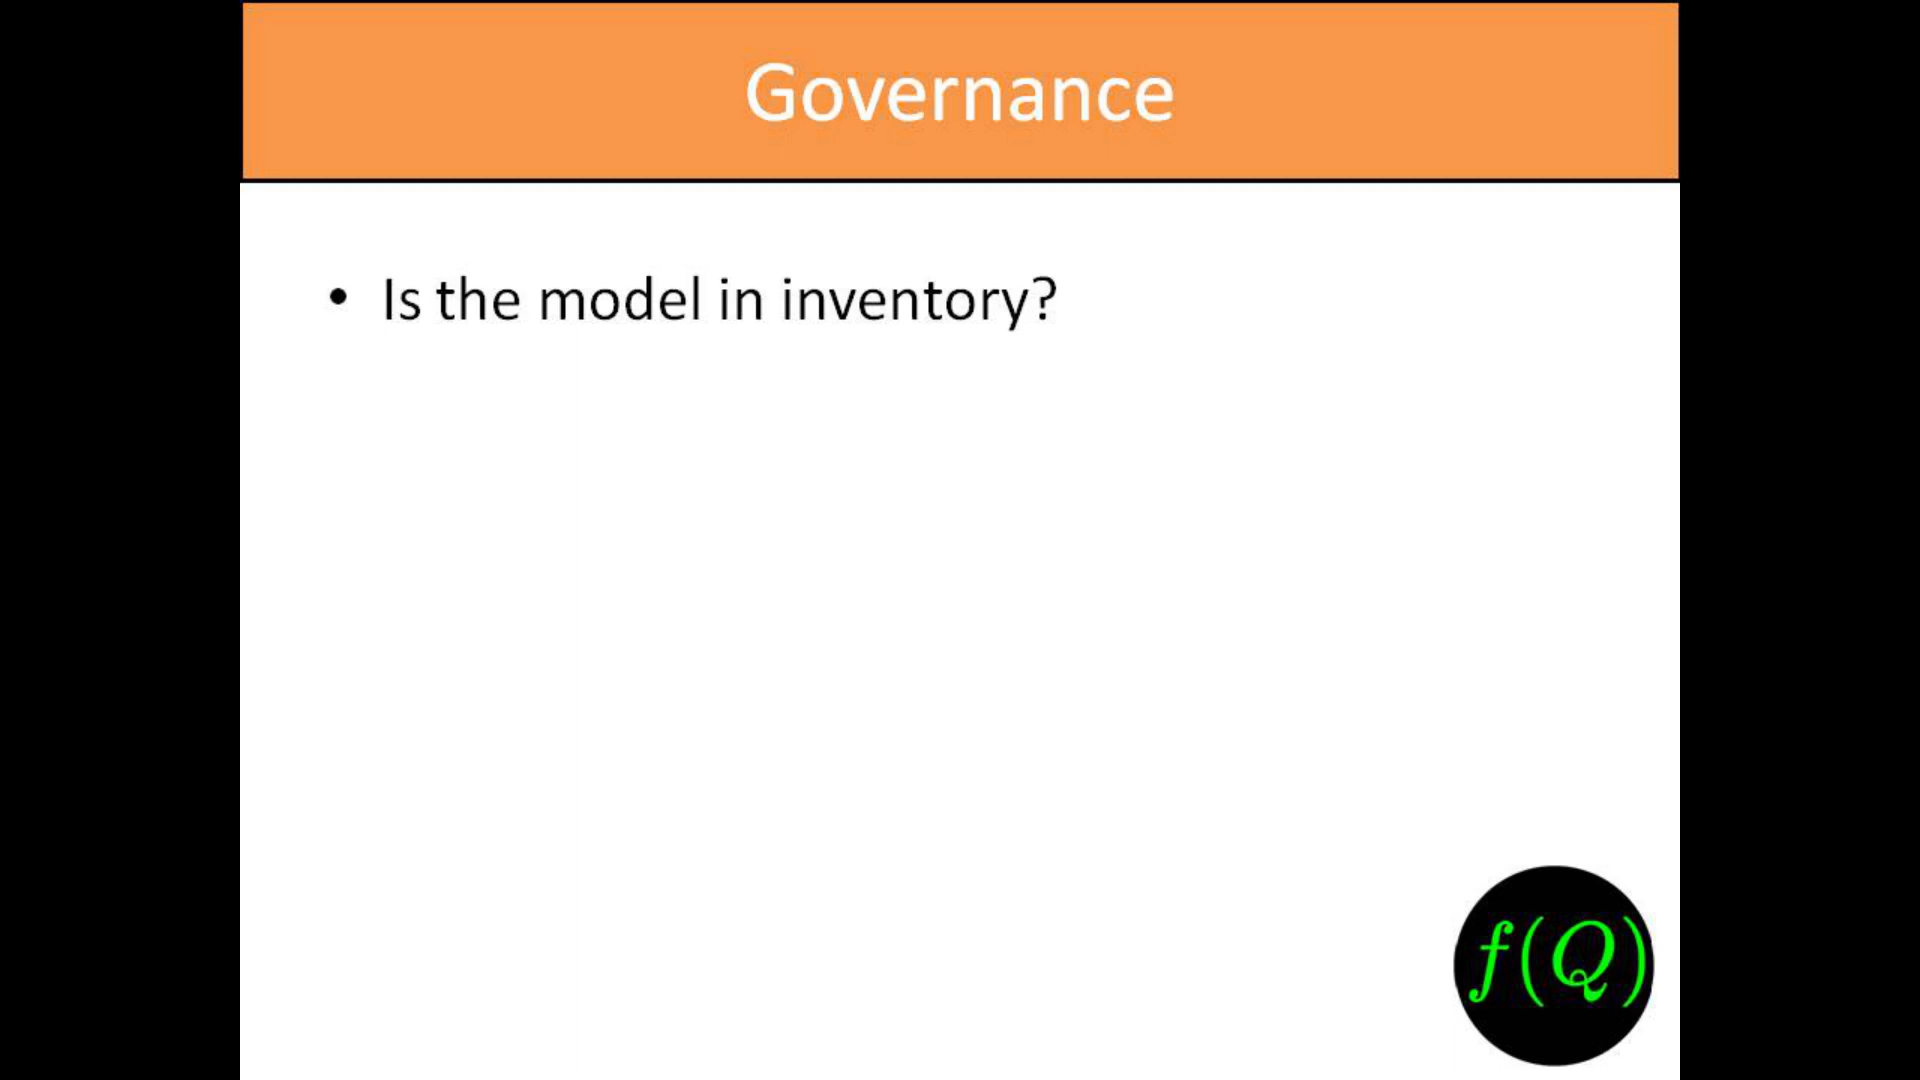 Governance
• Is the model in inventory?
f(Q)